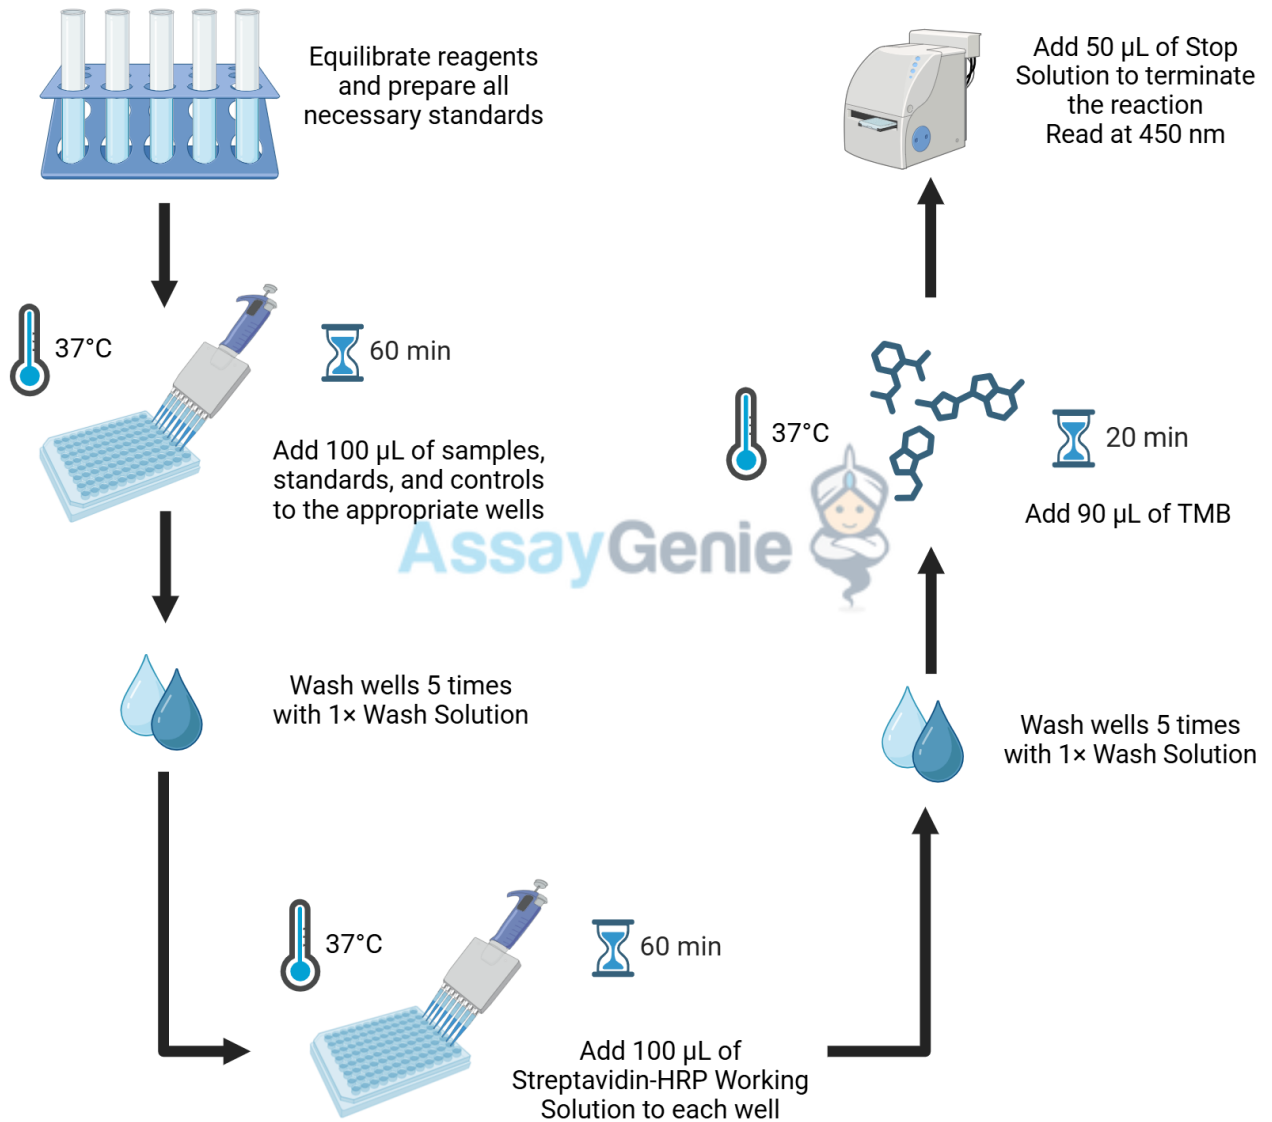 Equilibrate reagents
and prepare all
necessary standards
37°C
60 min
Add 100 µL of samples,
standards, and controls
to the appropriate wells
Wash wells 5 times
with 1× Wash Solution
37°C
60 min
Add 100 µL of
Streptavidin-HRP Working
Solution to each well
Wash wells 5 times
with 1× Wash Solution
37°C
20 min
Add 90 µL of TMB
Add 50 µL of Stop
Solution to terminate
the reaction
Read at 450 nm
AssayGenie